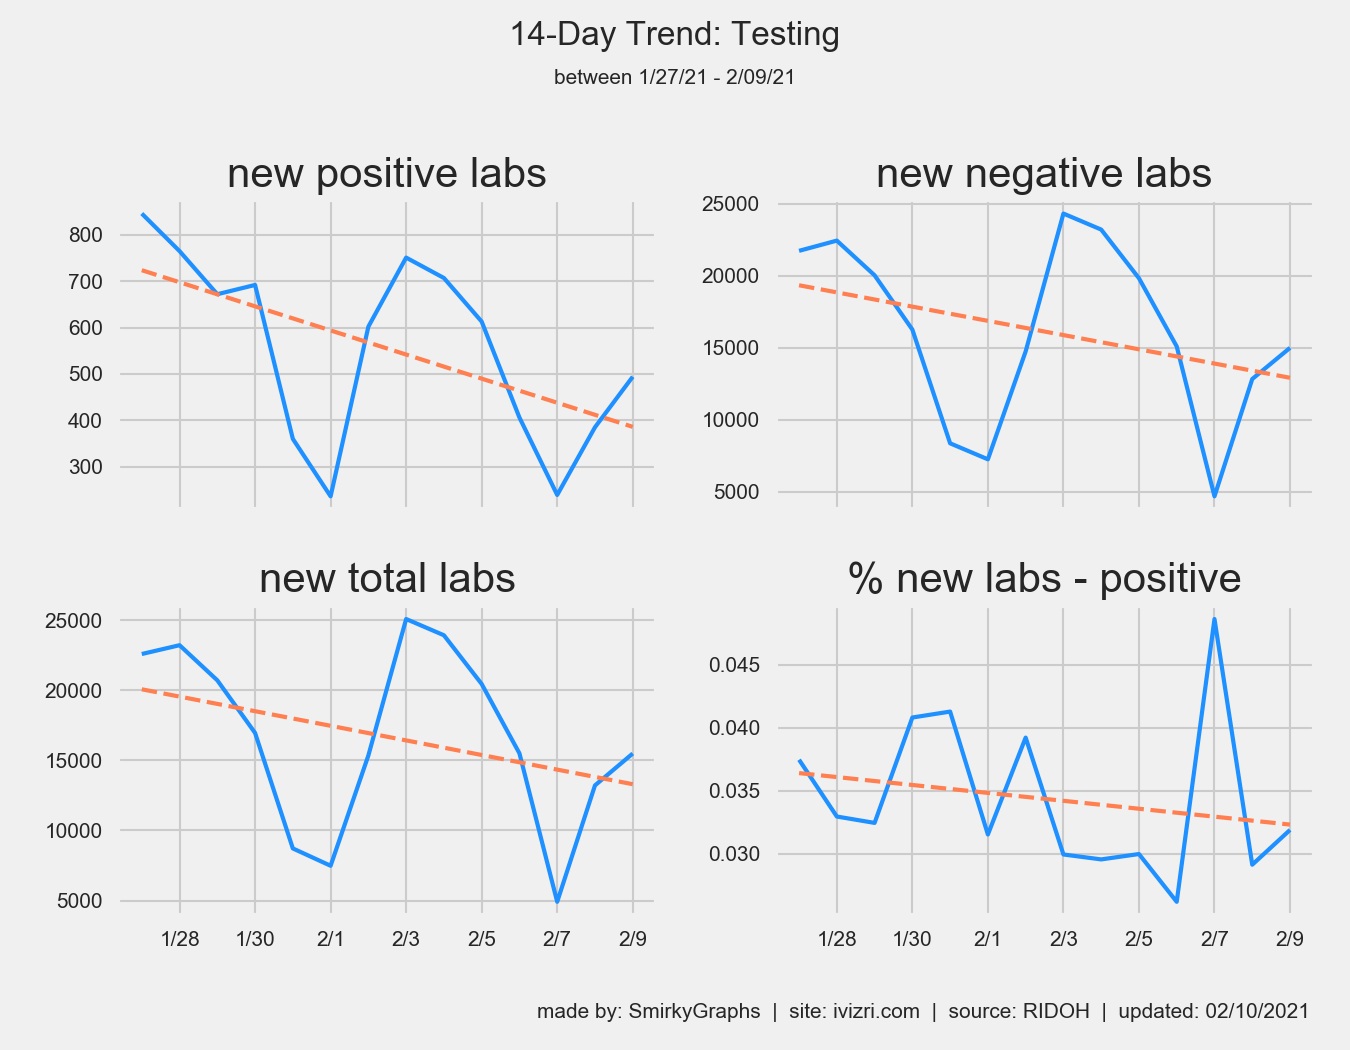 14-Day Trend: Testing
between 1/27/21 - 2/09/21
new positive labs
800
700
600
500
400
300
new negative labs
25000
20000
15000
10000
5000
new total labs
25000
20000
15000
10000
5000
1/28 1/30 2/1 2/3 2/5 2/7 2/9
% new labs - positive
0.045
0.040
0.035
0.030
1/28 1/30 2/1 2/3 2/5 2/7 2/9
made by: SmirkyGraphs | site: ivizri.com | source: RIDOH | updated: 02/10/2021